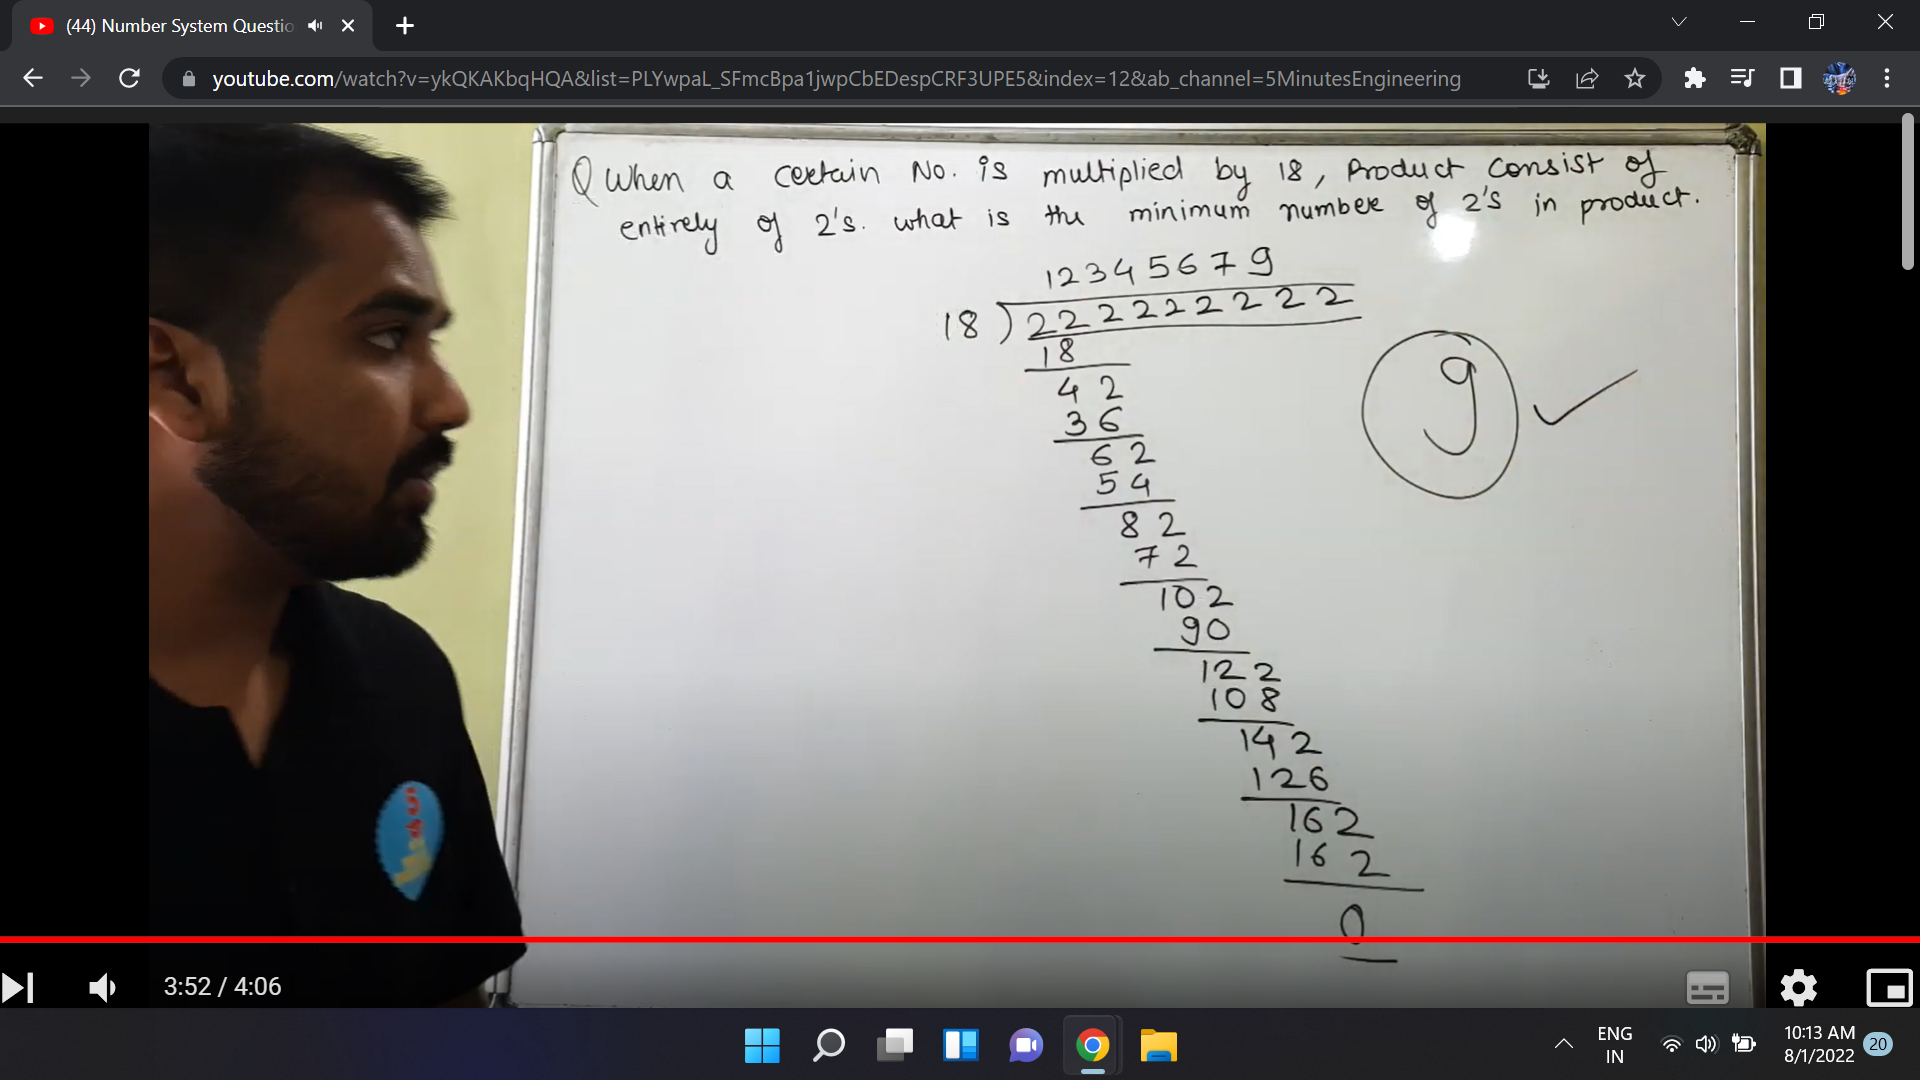 (44) Number System Questio
youtube.com/watch?v=ykQKAKbqHQA&list=PLYwpaL_SFmcBpa1jwpCbEDespCRF3UPE5&index=12&ab_channel=5MinutesEngineering
Q When a certain No. is multiplied by 18, Product consist of
entirely of 2's. what is the minimum number of 2's in product.
12345679
18) 222222222
18
42
36
62
54
82
72
102
90
122
108
142
126
162
162
0
9 ✓
3:52 / 4:06
ENG
IN
10:13 AM
8/1/2022
20